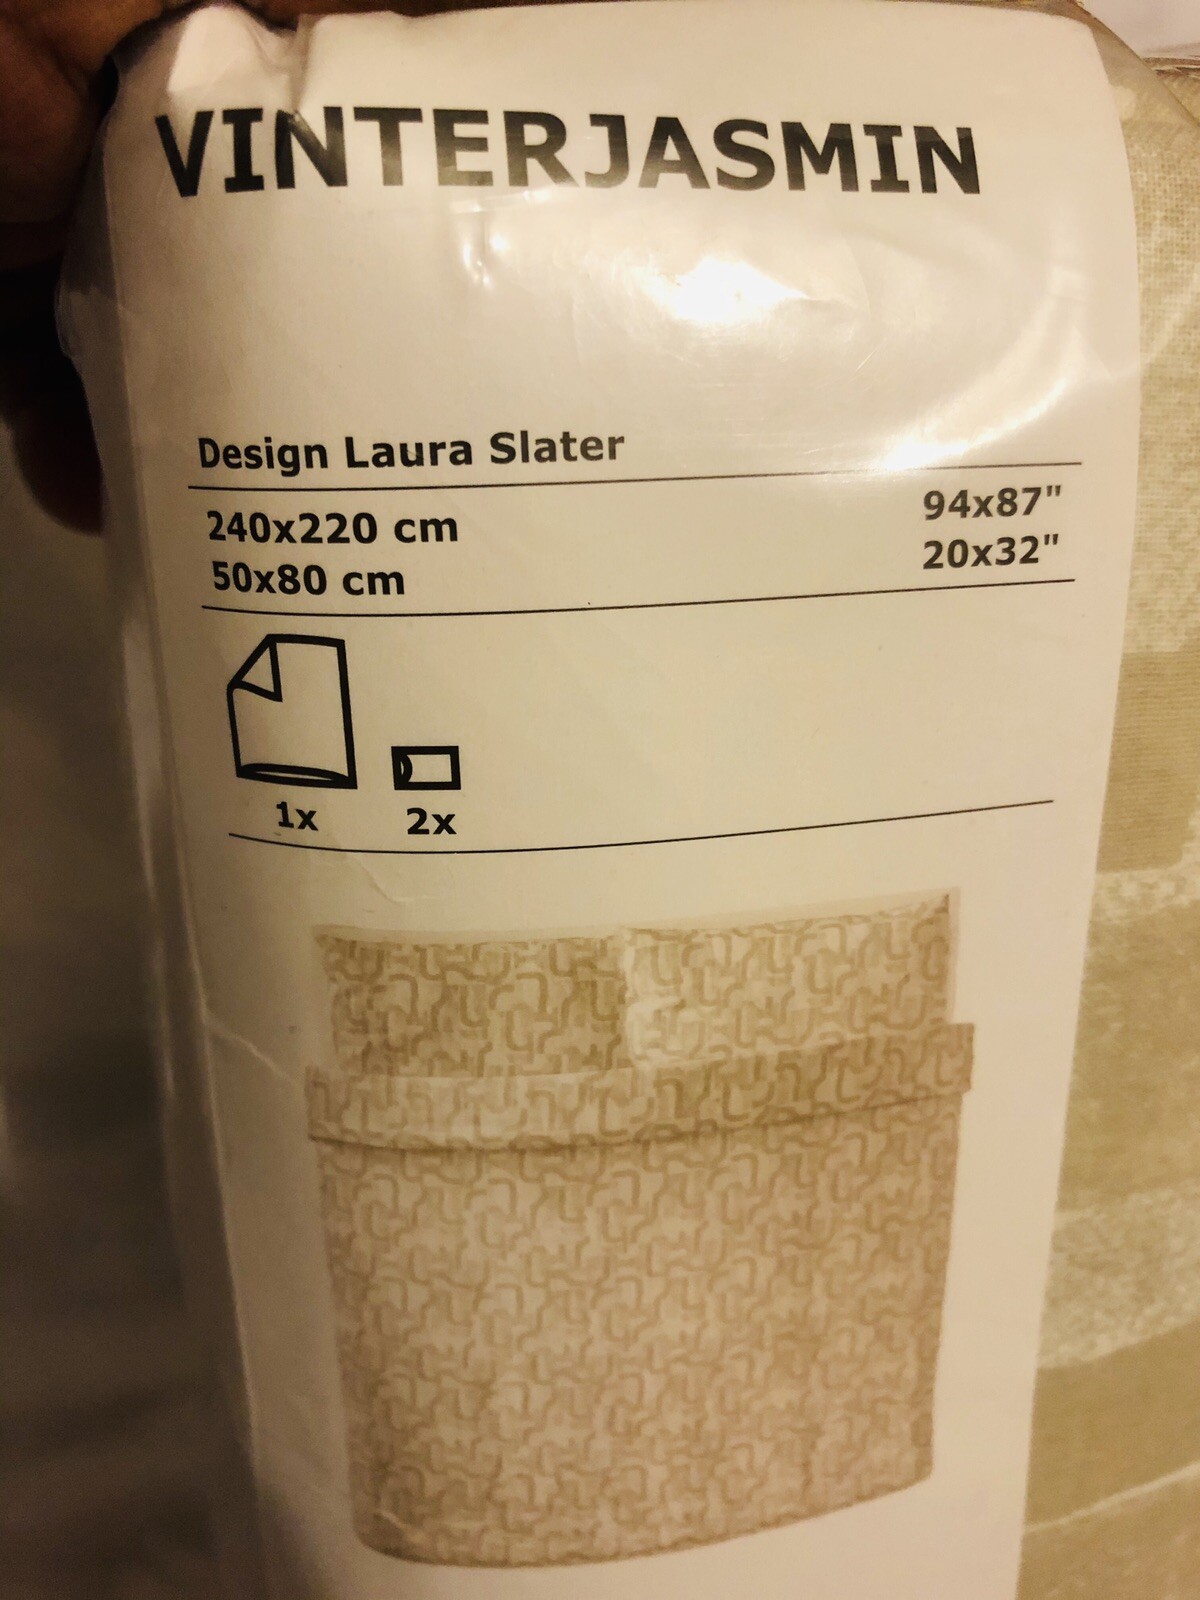 VINTERJASMIN
Design Laura Slater
240x220 cm 94x87"
50x80 cm 20x32"
1x 2x